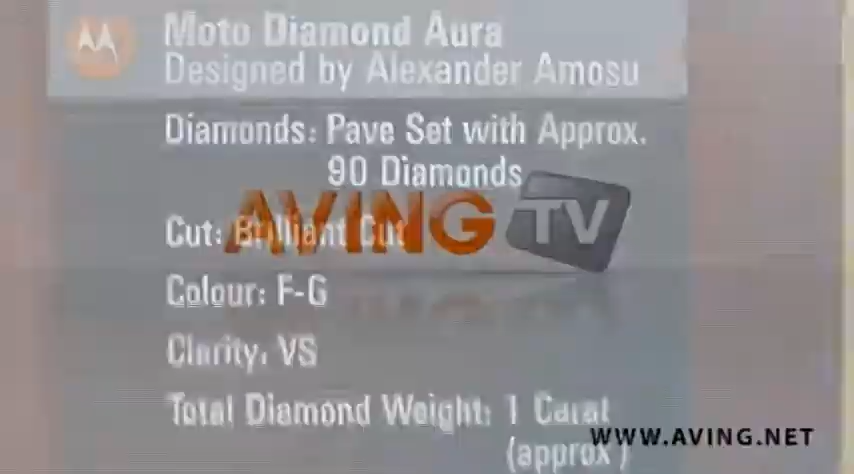 Moto Diamond Aura
Designed by Alexander Amosu
Diamonds: Pave Set with Approx.
90 Diamonds
AVING TV
Cut: Brilliant Cut
Colour: F-G
Clarity: VS
Total Diamond Weight: 1 Carat
(approx)
WWW.AVING.NET